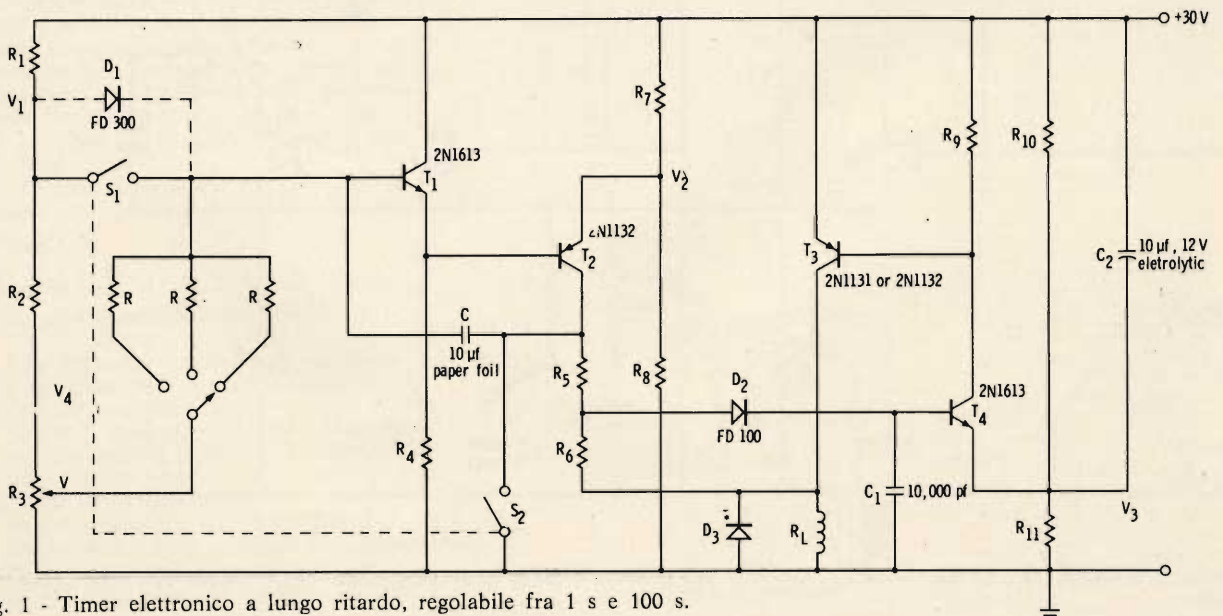 +30 V
R1
D1
V1
FD 300
R7
R9
R10
2N1613
S1
T1
V2
2N1132
T2
T3
C2
10 µf, 12 V
eletrolytic
2N1131 or 2N1132
R2
R
R
R
C
10 µf
paper foil
R5
R8
V4
D2
2N1613
T4
FD 100
R4
R6
R3
V
S2
C1
10,000 pf
D3
RL
V3
R11
g. 1 - Timer elettronico a lungo ritardo, regolabile fra 1 s e 100 s.